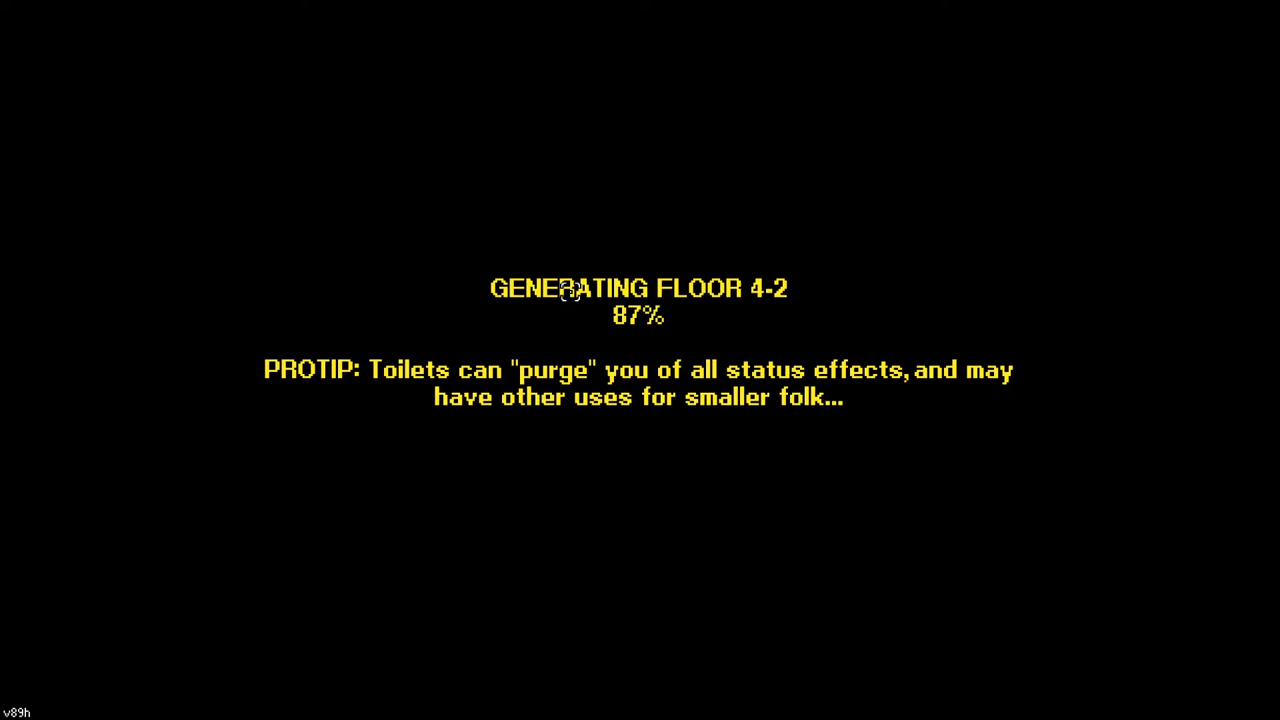 GENERATING FLOOR 4-2
87%
PROTIP: Toilets can "purge" you of all status effects, and may
have other uses for smaller folk...
v89h